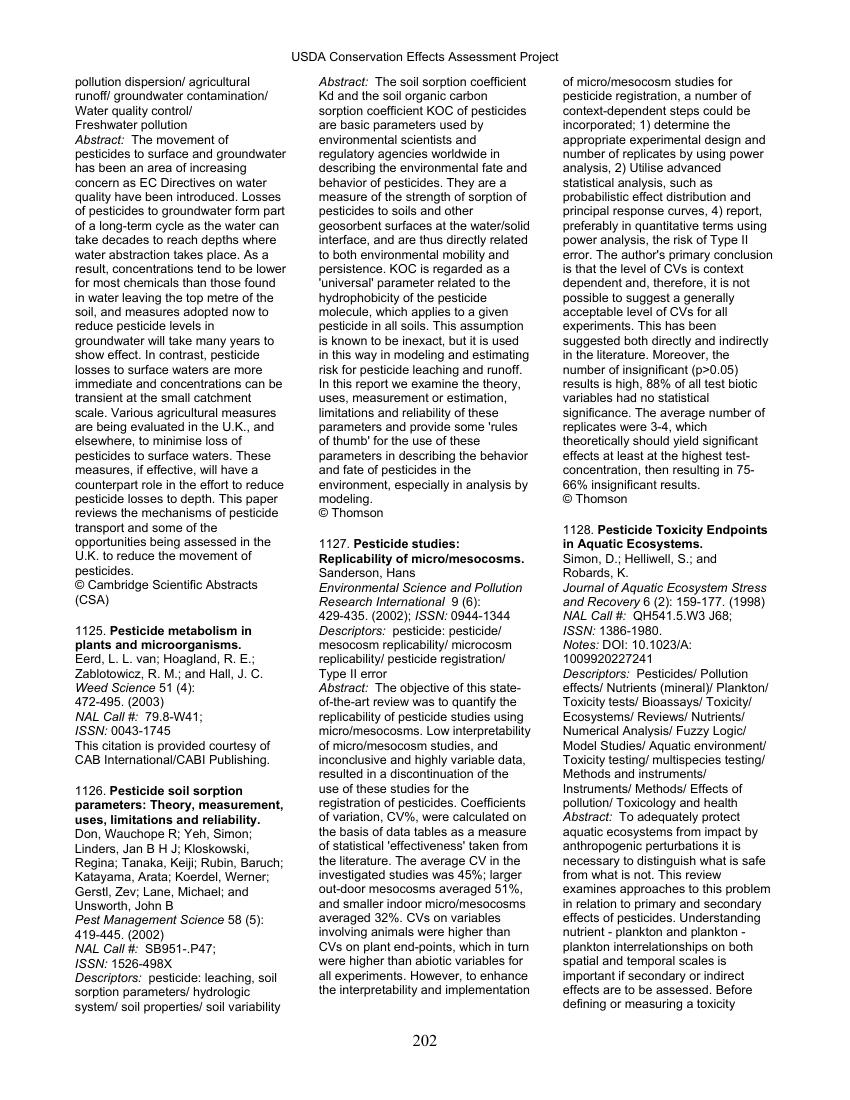 USDA Conservation Effects Assessment Project
pollution dispersion/ agricultural
runoff/ groundwater contamination/
Water quality control/
Freshwater pollution
Abstract: The movement of
pesticides to surface and groundwater
has been an area of increasing
concern as EC Directives on water
quality have been introduced. Losses
of pesticides to groundwater form part
of a long-term cycle as the water can
take decades to reach depths where
water abstraction takes place. As a
result, concentrations tend to be lower
for most chemicals than those found
in water leaving the top metre of the
soil, and measures adopted now to
reduce pesticide levels in
groundwater will take many years to
show effect. In contrast, pesticide
losses to surface waters are more
immediate and concentrations can be
transient at the small catchment
scale. Various agricultural measures
are being evaluated in the U.K., and
elsewhere, to minimise loss of
pesticides to surface waters. These
measures, if effective, will have a
counterpart role in the effort to reduce
pesticide losses to depth. This paper
reviews the mechanisms of pesticide
transport and some of the
opportunities being assessed in the
U.K. to reduce the movement of
pesticides.
© Cambridge Scientific Abstracts
(CSA)
1125. Pesticide metabolism in
plants and microorganisms.
Eerd, L. L. van; Hoagland, R. E.;
Zablotowicz, R. M.; and Hall, J. C.
Weed Science 51 (4):
472-495. (2003)
NAL Call #: 79.8-W41;
ISSN: 0043-1745
This citation is provided courtesy of
CAB International/CABI Publishing.
1126. Pesticide soil sorption
parameters: Theory, measurement,
uses, limitations and reliability.
Don, Wauchope R; Yeh, Simon;
Linders, Jan B H J; Kloskowski,
Regina; Tanaka, Keiji; Rubin, Baruch;
Katayama, Arata; Koerdel, Werner;
Gerstl, Zev; Lane, Michael; and
Unsworth, John B
Pest Management Science 58 (5):
419-445. (2002)
NAL Call #: SB951-.P47;
ISSN: 1526-498X
Descriptors: pesticide: leaching, soil
sorption parameters/ hydrologic
system/ soil properties/ soil variability
Abstract: The soil sorption coefficient
Kd and the soil organic carbon
sorption coefficient KOC of pesticides
are basic parameters used by
environmental scientists and
regulatory agencies worldwide in
describing the environmental fate and
behavior of pesticides. They are a
measure of the strength of sorption of
pesticides to soils and other
geosorbent surfaces at the water/solid
interface, and are thus directly related
to both environmental mobility and
persistence. KOC is regarded as a
'universal' parameter related to the
hydrophobicity of the pesticide
molecule, which applies to a given
pesticide in all soils. This assumption
is known to be inexact, but it is used
in this way in modeling and estimating
risk for pesticide leaching and runoff.
In this report we examine the theory,
uses, measurement or estimation,
limitations and reliability of these
parameters and provide some 'rules
of thumb' for the use of these
parameters in describing the behavior
and fate of pesticides in the
environment, especially in analysis by
modeling.
© Thomson
1127. Pesticide studies:
Replicability of micro/mesocosms.
Sanderson, Hans
Environmental Science and Pollution
Research International 9 (6):
429-435. (2002); ISSN: 0944-1344
Descriptors: pesticide: pesticide/
mesocosm replicability/ microcosm
replicability/ pesticide registration/
Type II error
Abstract: The objective of this state-
of-the-art review was to quantify the
replicability of pesticide studies using
micro/mesocosms. Low interpretability
of micro/mesocosm studies, and
inconclusive and highly variable data,
resulted in a discontinuation of the
use of these studies for the
registration of pesticides. Coefficients
of variation, CV%, were calculated on
the basis of data tables as a measure
of statistical 'effectiveness' taken from
the literature. The average CV in the
investigated studies was 45%; larger
out-door mesocosms averaged 51%,
and smaller indoor micro/mesocosms
averaged 32%. CVs on variables
involving animals were higher than
CVs on plant end-points, which in turn
were higher than abiotic variables for
all experiments. However, to enhance
the interpretability and implementation
of micro/mesocosm studies for
pesticide registration, a number of
context-dependent steps could be
incorporated; 1) determine the
appropriate experimental design and
number of replicates by using power
analysis, 2) Utilise advanced
statistical analysis, such as
probabilistic effect distribution and
principal response curves, 4) report,
preferably in quantitative terms using
power analysis, the risk of Type II
error. The author's primary conclusion
is that the level of CVs is context
dependent and, therefore, it is not
possible to suggest a generally
acceptable level of CVs for all
experiments. This has been
suggested both directly and indirectly
in the literature. Moreover, the
number of insignificant (p>0.05)
results is high, 88% of all test biotic
variables had no statistical
significance. The average number of
replicates were 3-4, which
theoretically should yield significant
effects at least at the highest test-
concentration, then resulting in 75-
66% insignificant results.
© Thomson
1128. Pesticide Toxicity Endpoints
in Aquatic Ecosystems.
Simon, D.; Helliwell, S.; and
Robards, K.
Journal of Aquatic Ecosystem Stress
and Recovery 6 (2): 159-177. (1998)
NAL Call #: QH541.5.W3 J68;
ISSN: 1386-1980.
Notes: DOI: 10.1023/A:
1009920227241
Descriptors: Pesticides/ Pollution
effects/ Nutrients (mineral)/ Plankton/
Toxicity tests/ Bioassays/ Toxicity/
Ecosystems/ Reviews/ Nutrients/
Numerical Analysis/ Fuzzy Logic/
Model Studies/ Aquatic environment/
Toxicity testing/ multispecies testing/
Methods and instruments/
Instruments/ Methods/ Effects of
pollution/ Toxicology and health
Abstract: To adequately protect
aquatic ecosystems from impact by
anthropogenic perturbations it is
necessary to distinguish what is safe
from what is not. This review
examines approaches to this problem
in relation to primary and secondary
effects of pesticides. Understanding
nutrient - plankton and plankton -
plankton interrelationships on both
spatial and temporal scales is
important if secondary or indirect
effects are to be assessed. Before
defining or measuring a toxicity
202